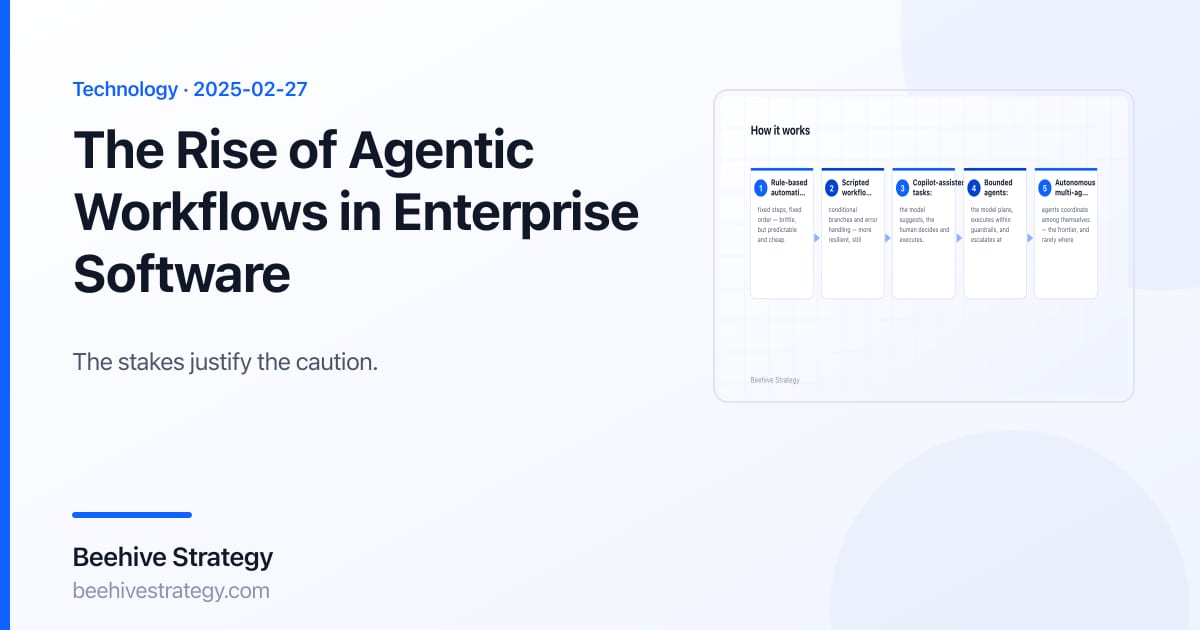 Technology · 2025-02-27
The Rise of Agentic
Workflows in Enterprise
Software
The stakes justify the caution.
Beehive Strategy
beehivestrategy.com
How it works
1
Rule-based
automati...
fixed steps, fixed
order — brittle,
but predictable
and cheap.
2
Scripted
workflo...
conditional
branches and error
handling — more
resilient, still
3
Copilot-assisted
tasks:
the model
suggests, the
human decides and
executes.
4
Bounded
agents:
the model plans,
executes within
guardrails, and
escalates at
5
Autonomous
multi-ag...
agents coordinate
among themselves
— the frontier, and
rarely where
Beehive Strategy